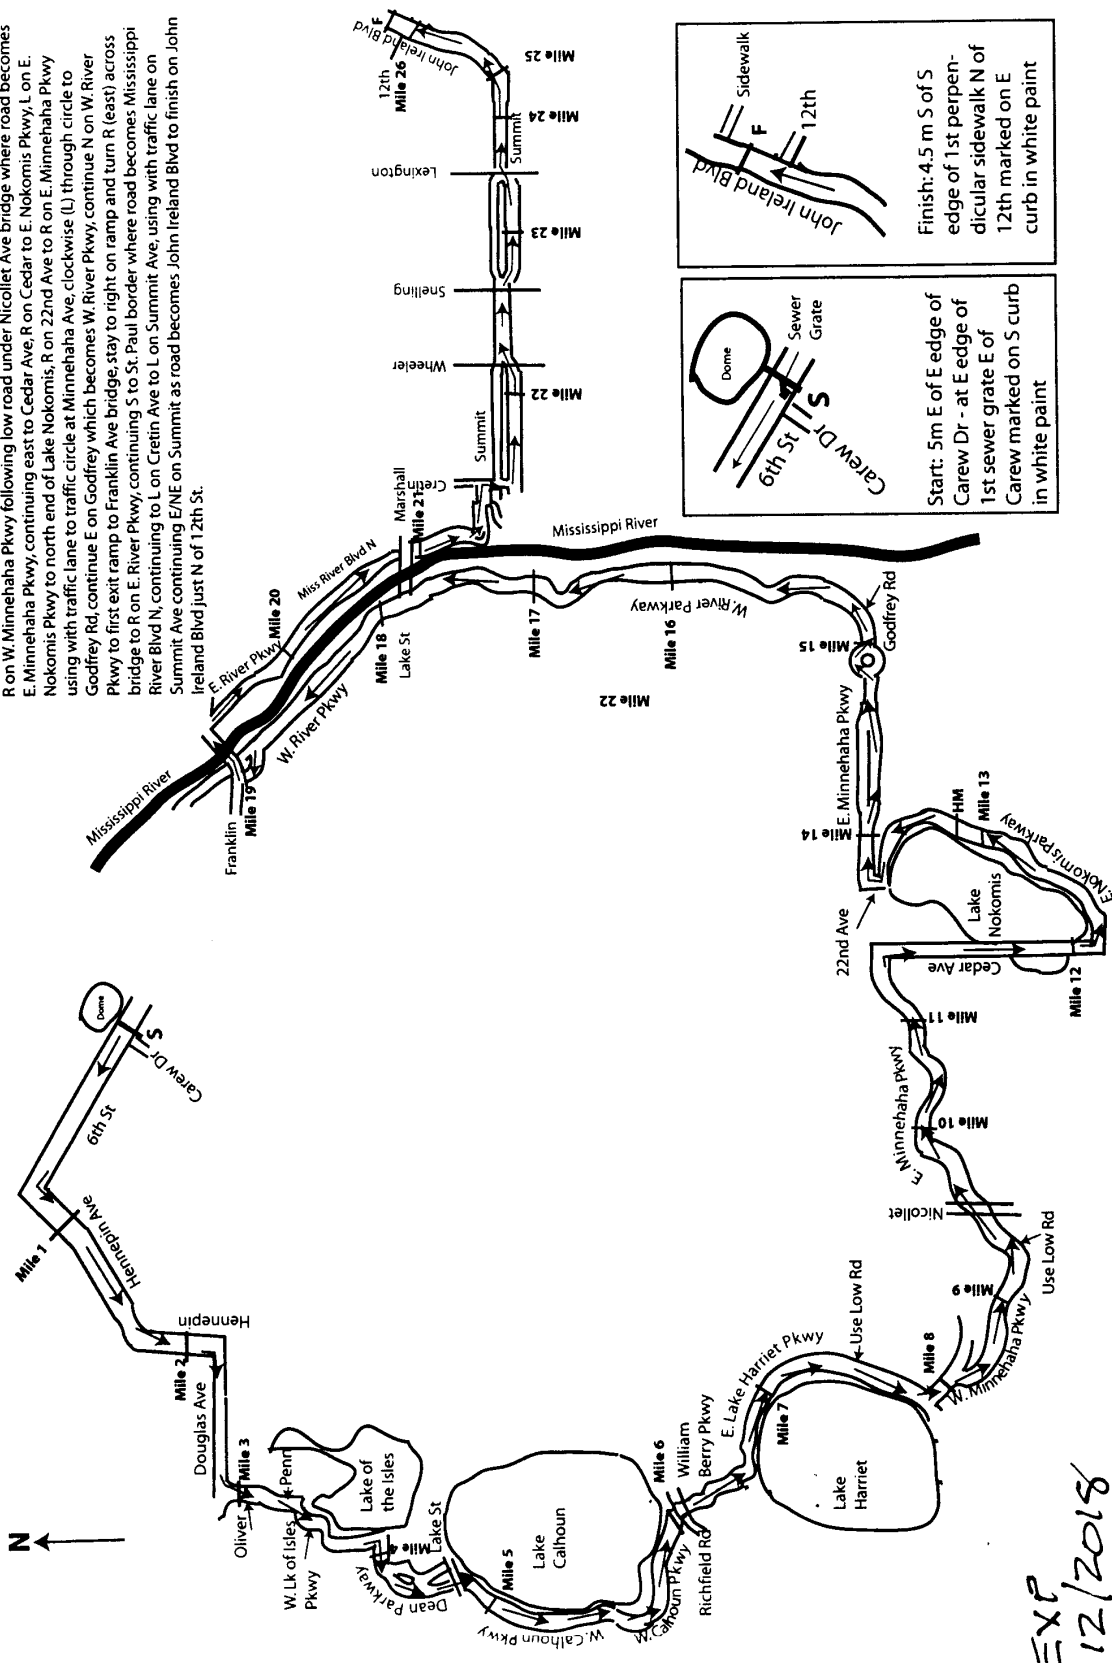 R on W. Minnehaha Pkwy following low road under Nicollet Ave bridge where road becomes
E. Minnehaha Pkwy, continuing east to Cedar Ave, R on Cedar to E. Nokomis Pkwy, L on E.
Nokomis Pkwy to north end of Lake Nokomis, R on 22nd Ave to R on E. Minnehaha Pkwy
using with traffic lane to traffic circle at Minnehaha Ave, clockwise (L) through circle to
Godfrey Rd, continue E on Godfrey which becomes W. River Pkwy, continue N on W. River
Pkwy to first exit ramp to Franklin Ave bridge, stay to right on ramp and turn R (east) across
bridge to R on E. River Pkwy, continuing S to St. Paul border where road becomes Mississippi
River Blvd N, continuing to L on Cretin Ave to L on Summit Ave, using with traffic lane on
Summit Ave continuing E/NE on Summit as road becomes John Ireland Blvd to finish on John
Ireland Blvd just N of 12th St.
N
Dome
S
Carew Dr
6th St
Mile 1
Hennepin Ave
Hennepin
Mile 2
Douglas Ave
Mile 3
Oliver
Penn
W. Lk of Isles
Pkwy
Lake of
the Isles
Mile 4
Dean Parkway
Lake St
Mile 5
Lake
Calhoun
W. Calhoun Pkwy
W. Calhoun Pkwy
Richfield Rd
Mile 6
William
Berry Pkwy
E. Lake Harriet Pkwy
Mile 7
Lake
Harriet
Use Low Rd
Mile 8
W. Minnehaha Pkwy
Mile 9
Use Low Rd
Nicollet
E. Minnehaha Pkwy
Mile 10
Mile 11
Cedar Ave
Mile 12
E. Nokomis Parkway
Lake
Nokomis
Mile 13
HM
22nd Ave
Mile 14
E. Minnehaha Pkwy
Mile 15
Godfrey Rd
W. River Parkway
Mile 16
Mile 22
Mile 17
Mile 18
Lake St
W. River Pkwy
Mile 19
Franklin
Mississippi River
E. River Pkwy
Mile 20
Miss River Blvd N
Marshall
Mile 21
Mississippi River
Cretin
Summit
Mile 22
Wheeler
Snelling
Mile 23
Lexington
Summit
Mile 24
Mile 25
John Ireland Blvd
12th
Mile 26
F
Dome
Sewer
Grate
6th St
S
Carew Dr
Start: 5m E of E edge of
Carew Dr - at E edge of
1st sewer grate E of
Carew marked on S curb
in white paint
Sidewalk
F
12th
John Ireland Blvd
Finish: 4.5 m S of S
edge of 1st perpen-
dicular sidewalk N of
12th marked on E
curb in white paint
EXP
12/2018